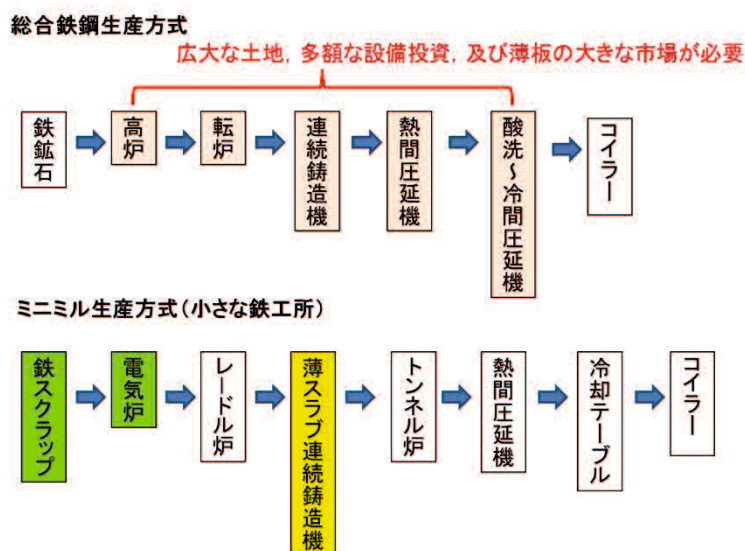 総合鉄鋼生産方式
広大な土地，多額な設備投資，及び薄板の大きな市場が必要
鉄鉱石
高炉
転炉
連続鋳造機
熱間圧延機
酸洗～冷間圧延機
コイラー
ミニミル生産方式（小さな鉄工所）
鉄スクラップ
電気炉
レードル炉
薄スラブ連続鋳造機
トンネル炉
熱間圧延機
冷却テーブル
コイラー